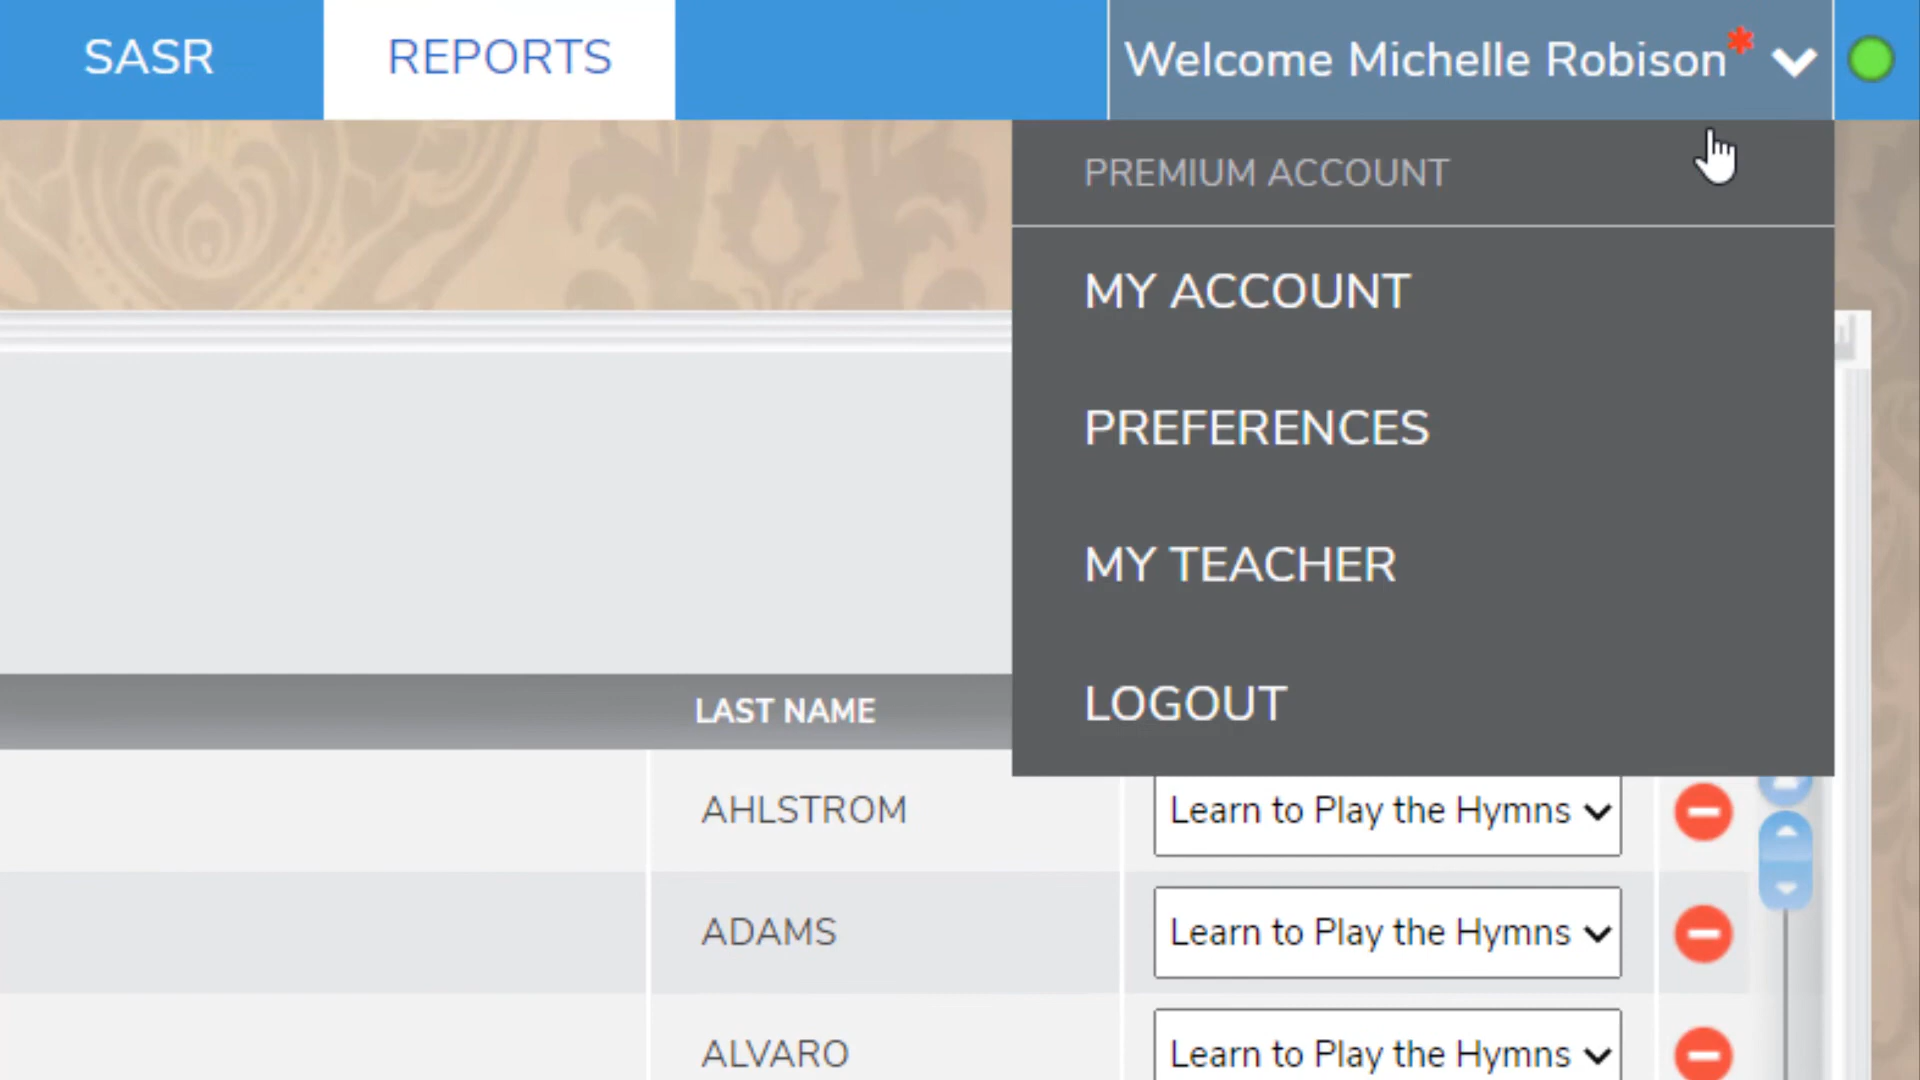 SASR
REPORTS
Welcome Michelle Robison*
PREMIUM ACCOUNT
MY ACCOUNT
PREFERENCES
MY TEACHER
LOGOUT
LAST NAME
AHLSTROM
Learn to Play the Hymns
ADAMS
Learn to Play the Hymns
ALVARO
Learn to Play the Hymns